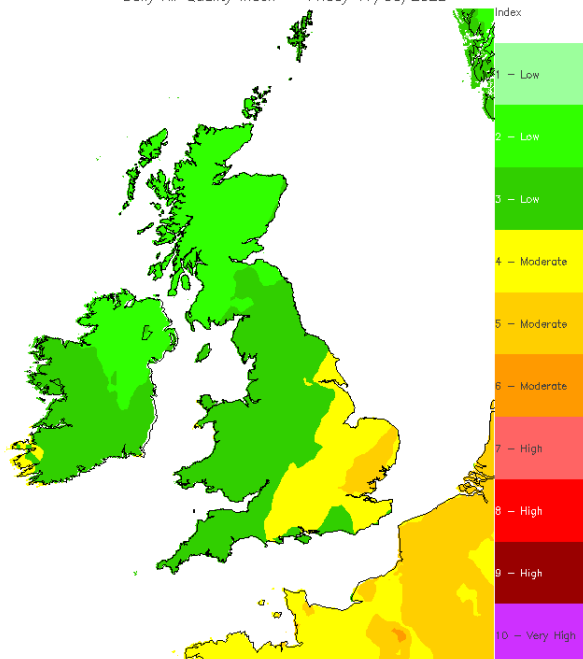 Index
1 - Low
2 - Low
3 - Low
4 - Moderate
5 - Moderate
6 - Moderate
7 - High
8 - High
9 - High
10 - Very High